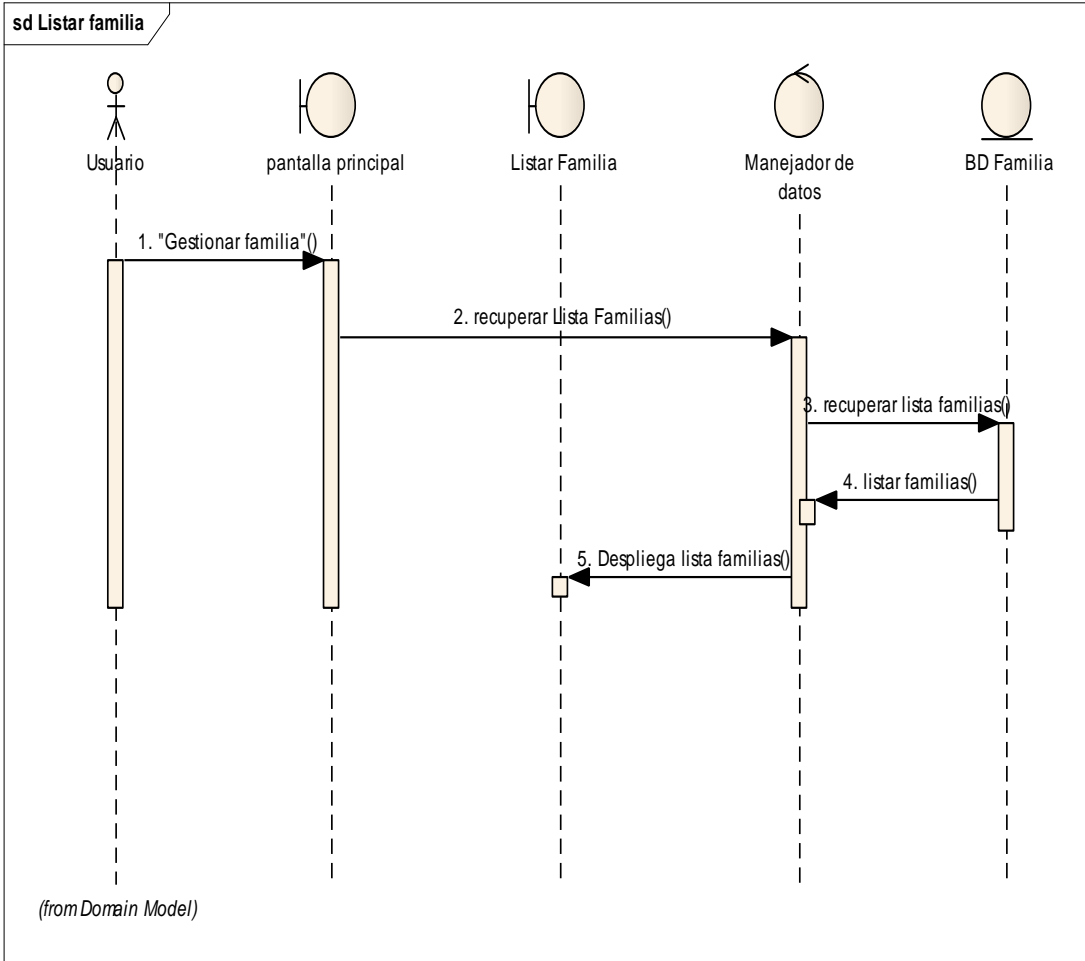 sd Listar familia
Usuario
pantalla principal
Listar Familia
Manejador de
datos
BD Familia
1. "Gestionar familia"()
2. recuperar Lista Familias()
3. recuperar lista familias()
4. listar familias()
5. Despliega lista familias()
(from Domain Model)